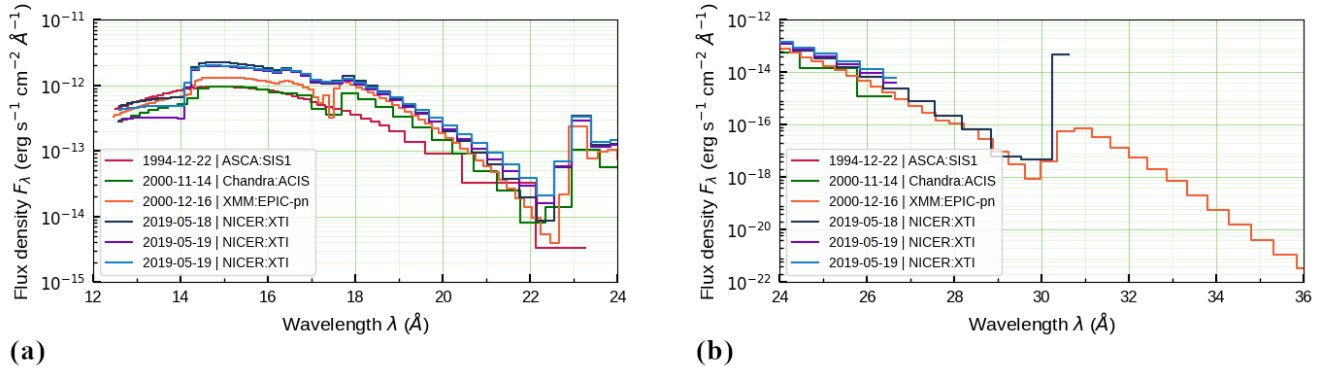 10⁻¹¹
10⁻¹²
10⁻¹³
10⁻¹⁴
10⁻¹⁵
Flux density Fλ (erg s⁻¹ cm⁻² Å⁻¹)
1994-12-22 | ASCA:SIS1
2000-11-14 | Chandra:ACIS
2000-12-16 | XMM:EPIC-pn
2019-05-18 | NICER:XTI
2019-05-19 | NICER:XTI
2019-05-19 | NICER:XTI
12 14 16 18 20 22 24
Wavelength λ (Å)
(a)
10⁻¹²
10⁻¹⁴
10⁻¹⁶
10⁻¹⁸
10⁻²⁰
10⁻²²
Flux density Fλ (erg s⁻¹ cm⁻² Å⁻¹)
1994-12-22 | ASCA:SIS1
2000-11-14 | Chandra:ACIS
2000-12-16 | XMM:EPIC-pn
2019-05-18 | NICER:XTI
2019-05-19 | NICER:XTI
2019-05-19 | NICER:XTI
24 26 28 30 32 34 36
Wavelength λ (Å)
(b)